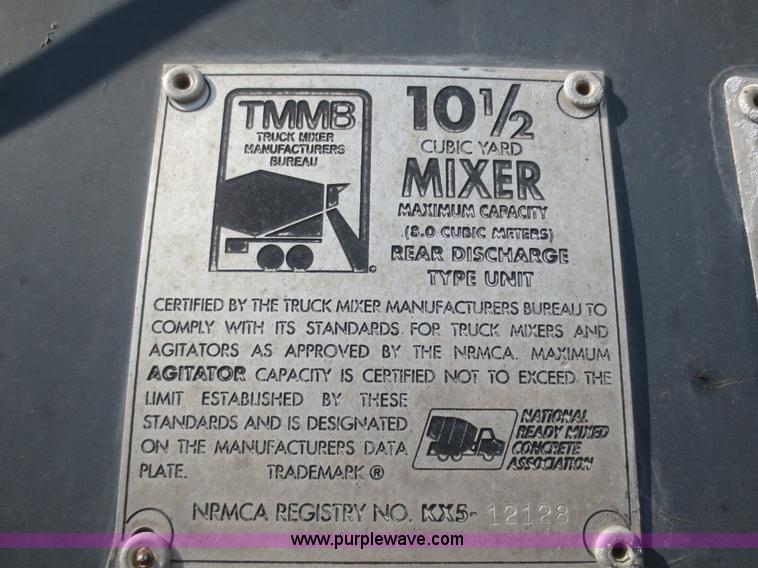 TMMB
TRUCK MIXER
MANUFACTURERS
BUREAU
10 1/2
CUBIC YARD
MIXER
MAXIMUM CAPACITY
(8.0 CUBIC METERS)
REAR DISCHARGE
TYPE UNIT
CERTIFIED BY THE TRUCK MIXER MANUFACTURERS BUREAU TO
COMPLY WITH ITS STANDARDS FOR TRUCK MIXERS AND
AGITATORS AS APPROVED BY THE NRMCA. MAXIMUM
AGITATOR CAPACITY IS CERTIFIED NOT TO EXCEED THE
LIMIT ESTABLISHED BY THESE
STANDARDS AND IS DESIGNATED
ON THE MANUFACTURERS DATA
PLATE. TRADEMARK ®
NATIONAL
READY MIXED
CONCRETE
ASSOCIATION
NRMCA REGISTRY NO. KX5- 12128
www.purplewave.com